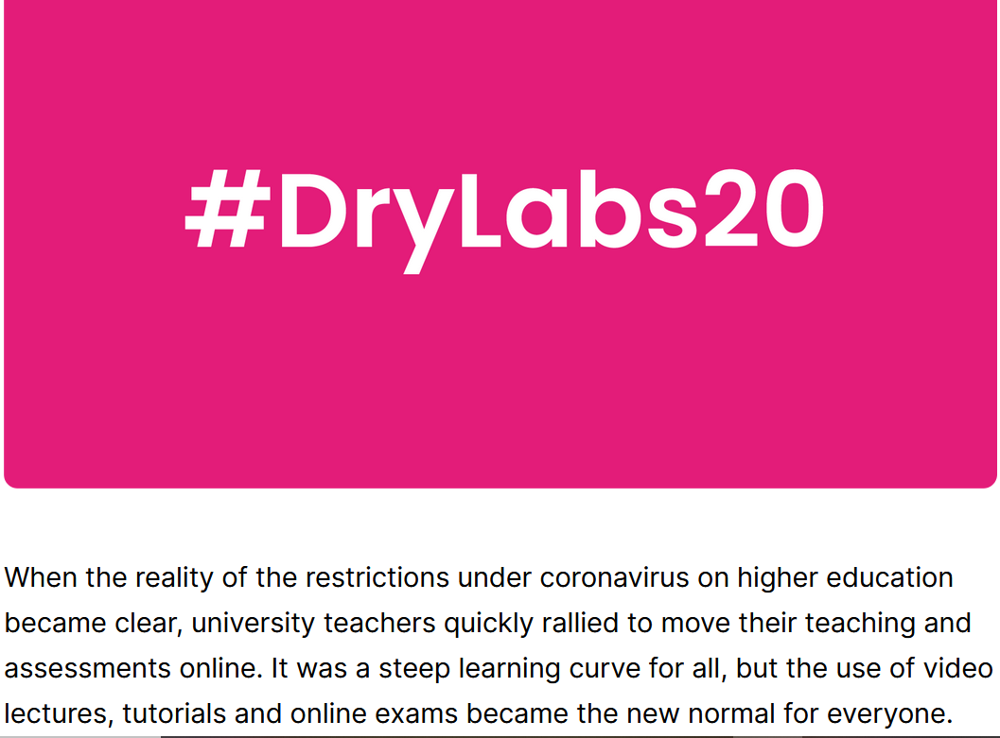 #DryLabs20
When the reality of the restrictions under coronavirus on higher education
became clear, university teachers quickly rallied to move their teaching and
assessments online. It was a steep learning curve for all, but the use of video
lectures, tutorials and online exams became the new normal for everyone.